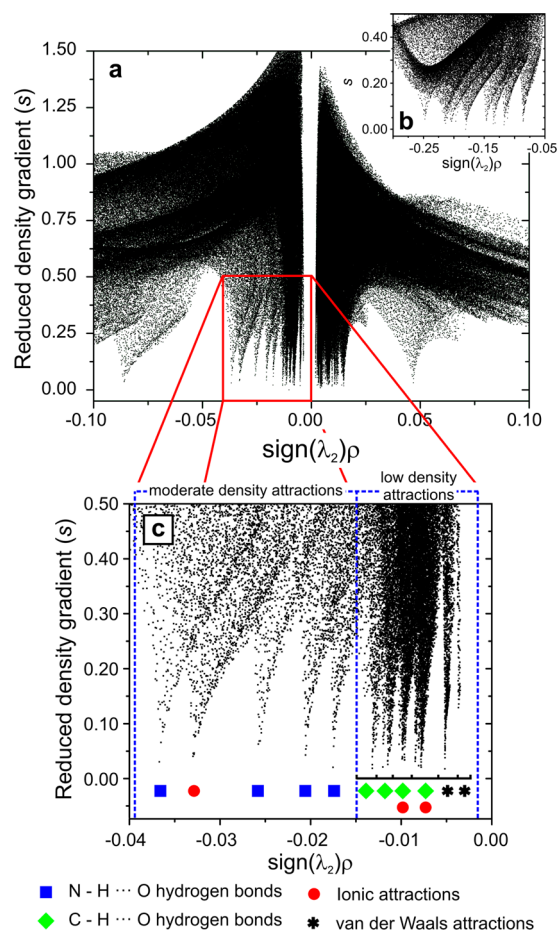 a
b
c
1.50
1.25
1.00
0.75
0.50
0.25
0.00
Reduced density gradient (s)
-0.10
-0.05
0.00
0.05
0.10
sign(λ₂)ρ
0.40
0.20
0.00
s
-0.25
-0.15
-0.05
sign(λ₂)ρ
moderate density attractions
low density
attractions
0.50
0.40
0.30
0.20
0.10
0.00
Reduced density gradient (s)
-0.04
-0.03
-0.02
-0.01
0.00
sign(λ₂)ρ
N - H ··· O hydrogen bonds
Ionic attractions
C - H ··· O hydrogen bonds
van der Waals attractions